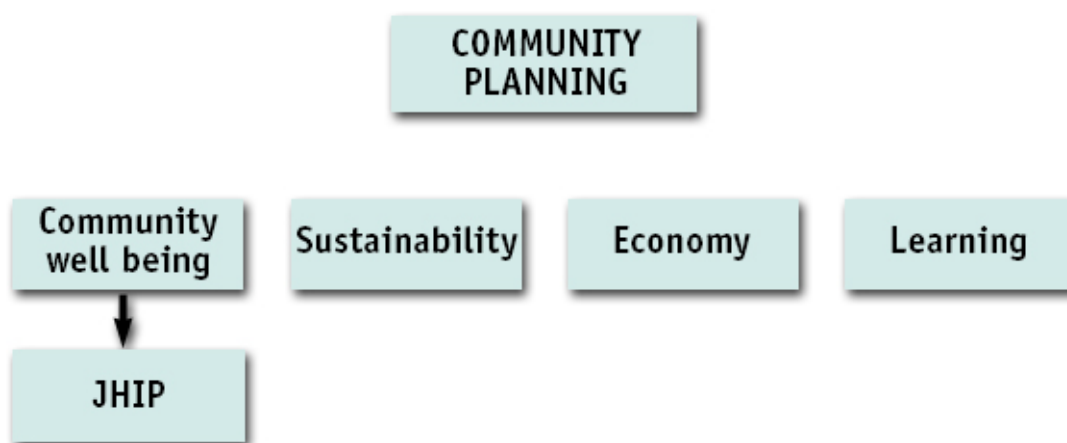 COMMUNITY
PLANNING
Community
well being
Sustainability
Economy
Learning
JHIP